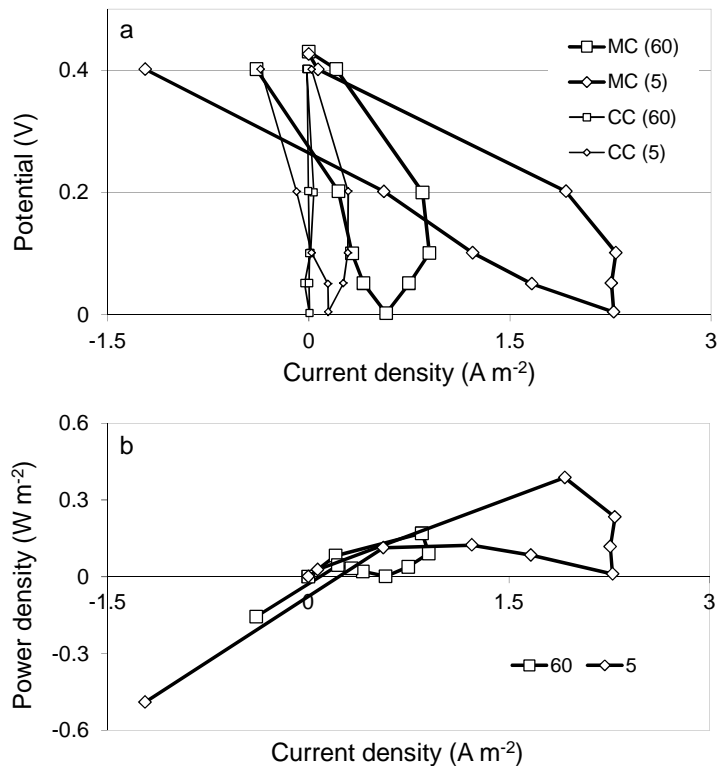 a
MC (60)
MC (5)
CC (60)
CC (5)
0.4
0.2
0
Potential (V)
-1.5
0
1.5
3
Current density (A m-2)
b
0.6
0.3
0
-0.3
-0.6
Power density (W m-2)
-1.5
0
1.5
3
60
5
Current density (A m-2)